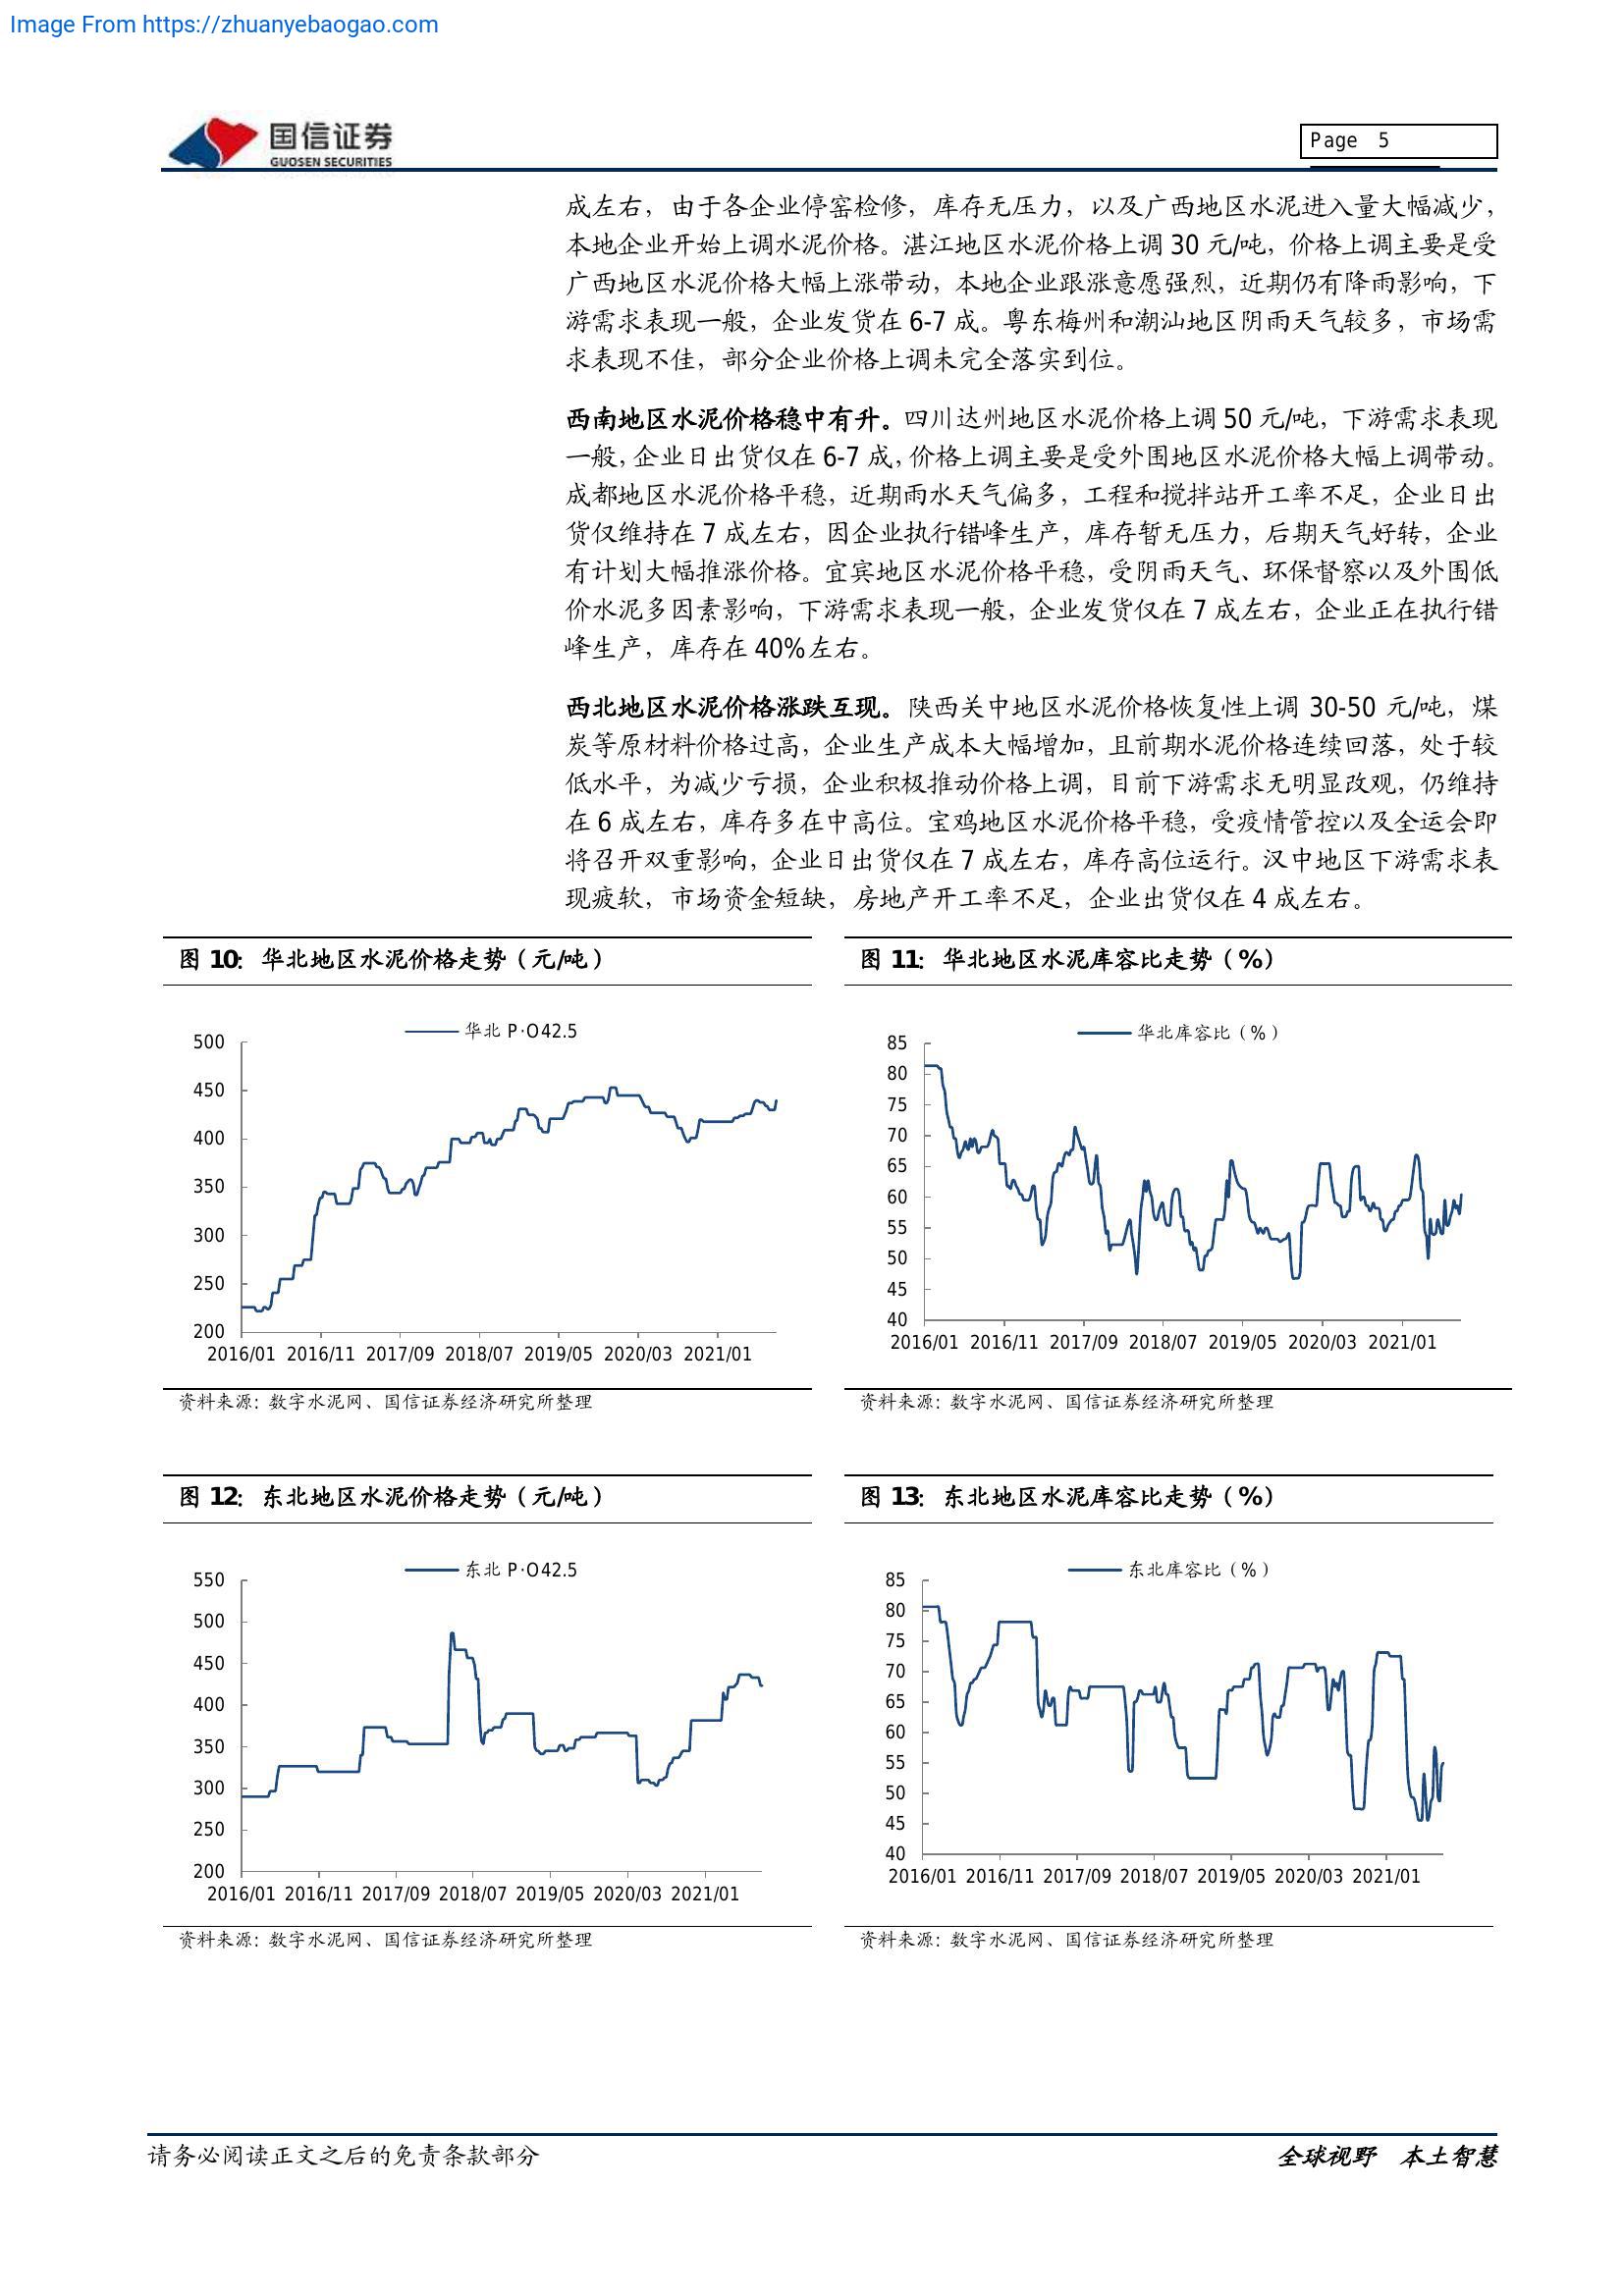 Image From https://zhuanyebaogao.com
国信证券
GUOSEN SECURITIES
Page 5
成左右，由于各企业停窑检修，库存无压力，以及广西地区水泥进入量大幅减少，
本地企业开始上调水泥价格。湛江地区水泥价格上调 30 元/吨，价格上调主要是受
广西地区水泥价格大幅上涨带动，本地企业跟涨意愿强烈，近期仍有降雨影响，下
游需求表现一般，企业发货在 6-7 成。粤东梅州和潮汕地区阴雨天气较多，市场需
求表现不佳，部分企业价格上调未完全落实到位。
西南地区水泥价格稳中有升。四川达州地区水泥价格上调 50 元/吨，下游需求表现
一般，企业日出货仅在 6-7 成，价格上调主要是受外围地区水泥价格大幅上调带动。
成都地区水泥价格平稳，近期雨水天气偏多，工程和搅拌站开工率不足，企业日出
货仅维持在 7 成左右，因企业执行错峰生产，库存暂无压力，后期天气好转，企业
有计划大幅推涨价格。宜宾地区水泥价格平稳，受阴雨天气、环保督察以及外围低
价水泥多因素影响，下游需求表现一般，企业发货仅在 7 成左右，企业正在执行错
峰生产，库存在 40%左右。
西北地区水泥价格涨跌互现。陕西关中地区水泥价格恢复性上调 30-50 元/吨，煤
炭等原材料价格过高，企业生产成本大幅增加，且前期水泥价格连续回落，处于较
低水平，为减少亏损，企业积极推动价格上调，目前下游需求无明显改观，仍维持
在 6 成左右，库存多在中高位。宝鸡地区水泥价格平稳，受疫情管控以及全运会即
将召开双重影响，企业日出货仅在 7 成左右，库存高位运行。汉中地区下游需求表
现疲软，市场资金短缺，房地产开工率不足，企业出货仅在 4 成左右。
图 10：华北地区水泥价格走势（元/吨）
华北 P·O42.5
500
450
400
350
300
250
200
2016/01 2016/11 2017/09 2018/07 2019/05 2020/03 2021/01
资料来源：数字水泥网、国信证券经济研究所整理
图 11：华北地区水泥库容比走势（%）
华北库容比（%）
85
80
75
70
65
60
55
50
45
40
2016/01 2016/11 2017/09 2018/07 2019/05 2020/03 2021/01
资料来源：数字水泥网、国信证券经济研究所整理
图 12：东北地区水泥价格走势（元/吨）
东北 P·O42.5
550
500
450
400
350
300
250
200
2016/01 2016/11 2017/09 2018/07 2019/05 2020/03 2021/01
资料来源：数字水泥网、国信证券经济研究所整理
图 13：东北地区水泥库容比走势（%）
东北库容比（%）
85
80
75
70
65
60
55
50
45
40
2016/01 2016/11 2017/09 2018/07 2019/05 2020/03 2021/01
资料来源：数字水泥网、国信证券经济研究所整理
请务必阅读正文之后的免责条款部分
全球视野 本土智慧